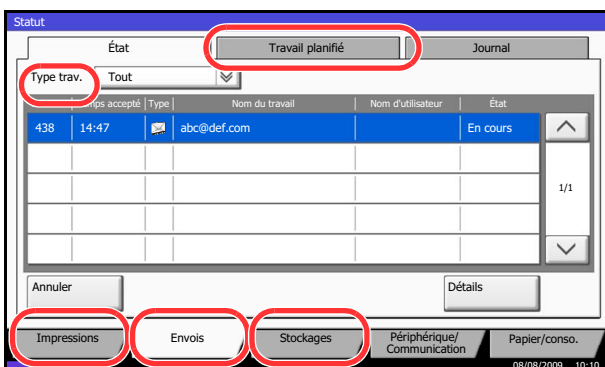 Statut
État Travail planifié Journal
Type trav. Tout
Temps accepté Type Nom du travail Nom d'utilisateur État
438 14:47 abc@def.com En cours
1/1
Annuler Détails
Impressions Envois Stockages Périphérique/
Communication Papier/conso.
08/08/2009 10:10